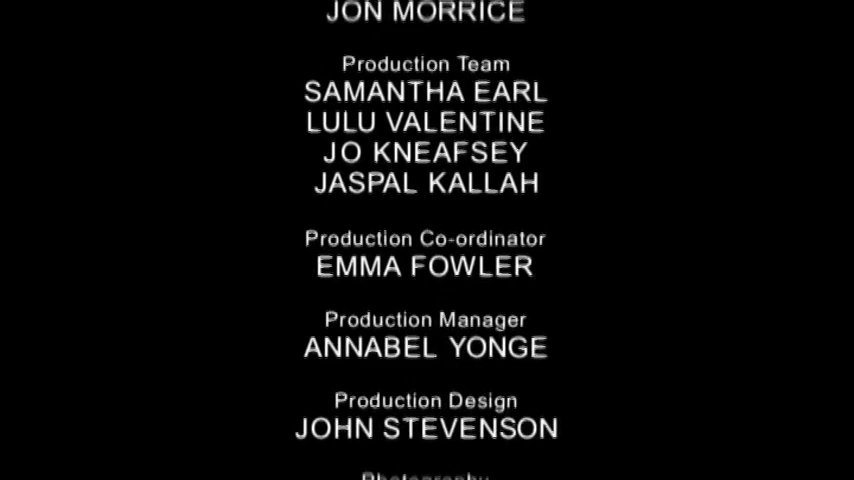 JON MORRICE
Production Team
SAMANTHA EARL
LULU VALENTINE
JO KNEAFSEY
JASPAL KALLAH
Production Co-ordinator
EMMA FOWLER
Production Manager
ANNABEL YONGE
Production Design
JOHN STEVENSON
Photography